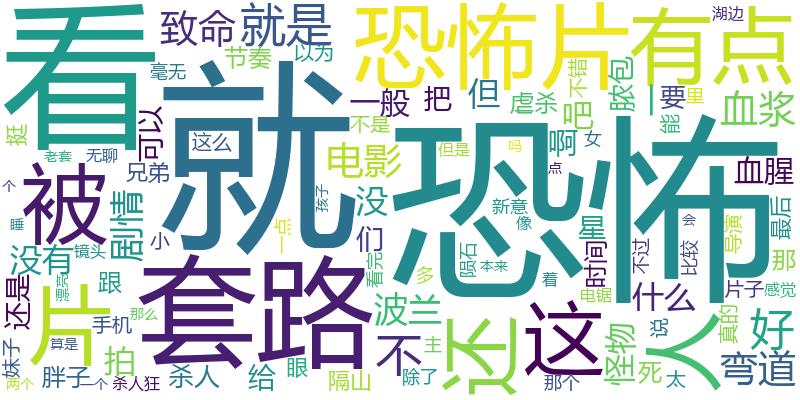 看
致命
就是
恐怖片
有点
湖边
节奏
以为
毫无
一般
把
但
虐杀
不错
脓包
一
要
里
血浆
挺
可以
这么
不是
吧
能
就
恐怖
老套
无聊
兄弟
电影
但是
吗
啊
女
血腥
个
被
剧情
孩子
没
新意
点
人
睡
小
一点
们
像
星
时间
不过
比较
会
导演
最后
没有
镜头
看完
陨石
本来
那
还是
漂亮
跟
套路
多
着
电锯
什么
片子
感觉
片
手机
那么
波兰
还
这
说
真的
好
妹子
算是
拍
不
主
怪物
死
弯道
两个
胖子
一个
杀人狂
杀人
给
眼
隔山
除了
那个
太